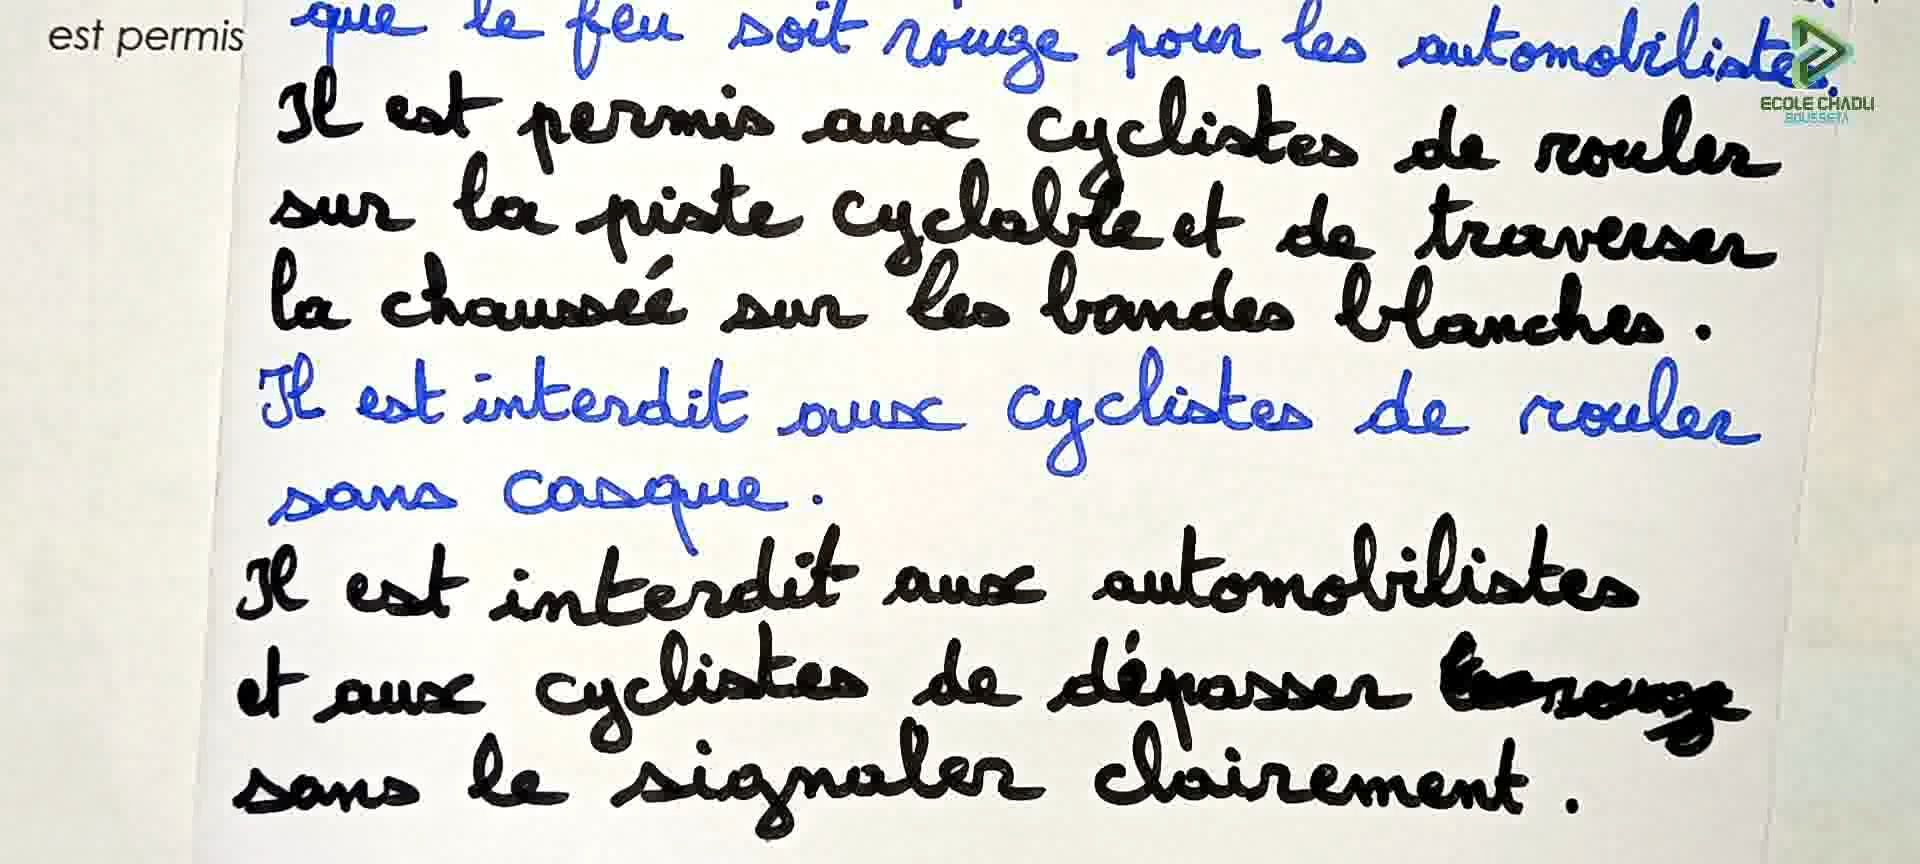 est permis
que le feu soit rouge pour les automobilistes.
ECOLE CHADLI
BOUSSETA
Il est permis aux cyclistes de rouler
sur la piste cyclable et de traverser
la chausseé sur les bandes blanches.
Il est interdit aux cyclistes de rouler
sans casque.
Il est interdit aux automobilistes
et aux cyclistes de dépasser
sans le signaler clairement.